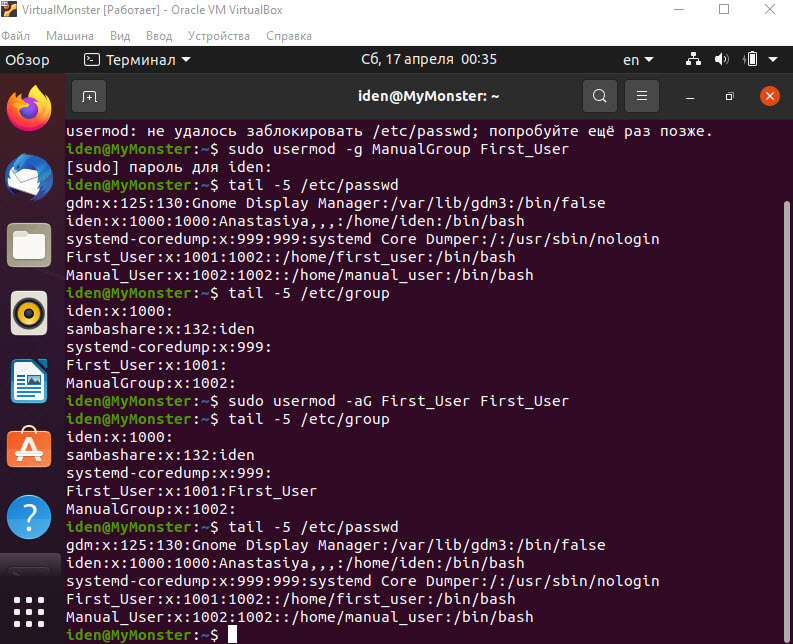 VirtualMonster [Работает] - Oracle VM VirtualBox
Файл Машина Вид Ввод Устройства Справка
Обзор Терминал Сб, 17 апреля 00:35 en
iden@MyMonster: ~
usermod: не удалось заблокировать /etc/passwd; попробуйте ещё раз позже.
iden@MyMonster:~$ sudo usermod -g ManualGroup First_User
[sudo] пароль для iden:
iden@MyMonster:~$ tail -5 /etc/passwd
gdm:x:125:130:Gnome Display Manager:/var/lib/gdm3:/bin/false
iden:x:1000:1000:Anastasiya,,,:/home/iden:/bin/bash
systemd-coredump:x:999:999:systemd Core Dumper:/:/usr/sbin/nologin
First_User:x:1001:1002::/home/first_user:/bin/bash
Manual_User:x:1002:1002::/home/manual_user:/bin/bash
iden@MyMonster:~$ tail -5 /etc/group
iden:x:1000:
sambashare:x:132:iden
systemd-coredump:x:999:
First_User:x:1001:
ManualGroup:x:1002:
iden@MyMonster:~$ sudo usermod -aG First_User First_User
iden@MyMonster:~$ tail -5 /etc/group
iden:x:1000:
sambashare:x:132:iden
systemd-coredump:x:999:
First_User:x:1001:First_User
ManualGroup:x:1002:
iden@MyMonster:~$ tail -5 /etc/passwd
gdm:x:125:130:Gnome Display Manager:/var/lib/gdm3:/bin/false
iden:x:1000:1000:Anastasiya,,,:/home/iden:/bin/bash
systemd-coredump:x:999:999:systemd Core Dumper:/:/usr/sbin/nologin
First_User:x:1001:1002::/home/first_user:/bin/bash
Manual_User:x:1002:1002::/home/manual_user:/bin/bash
iden@MyMonster:~$